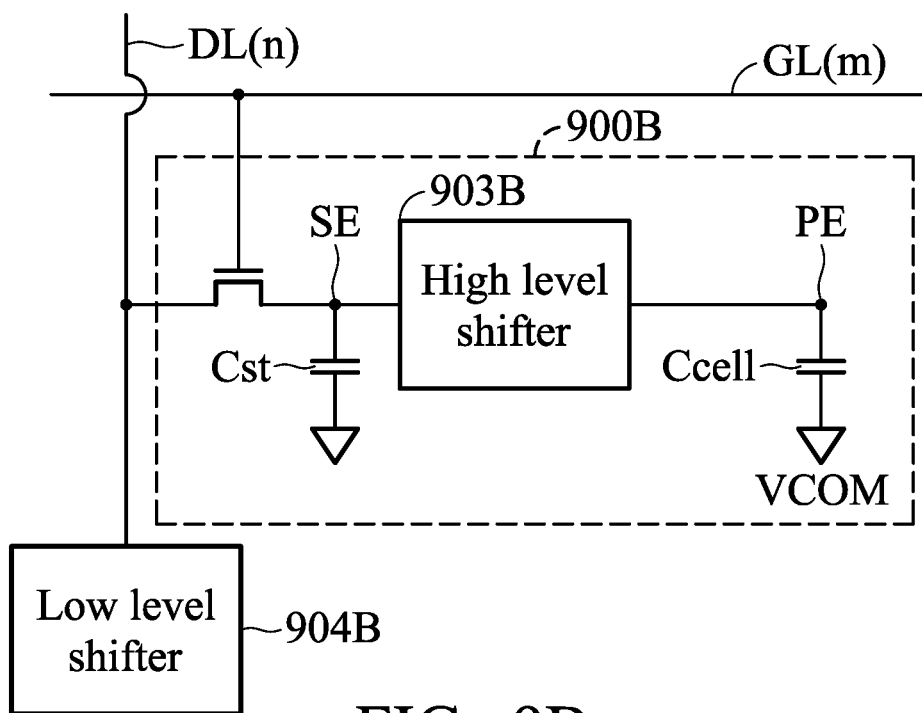 DL(n)
GL(m)
900B
903B
SE
PE
High level
shifter
Cst
Ccell
VCOM
Low level
shifter
904B